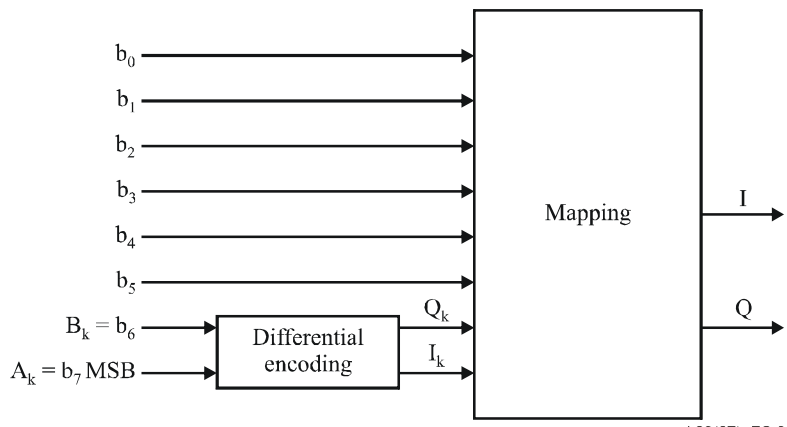 b0
b1
b2
b3
b4
b5
Bk = b6
Ak = b7 MSB
Differential
encoding
Qk
Ik
Mapping
I
Q